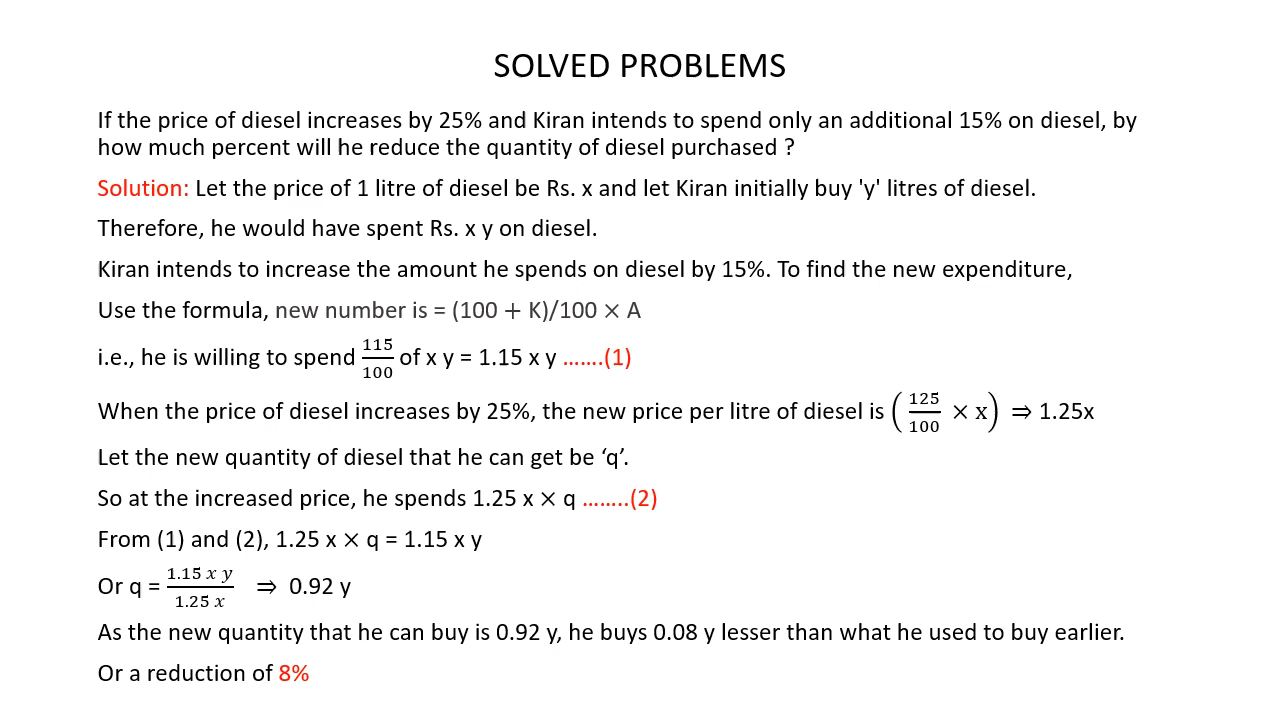 SOLVED PROBLEMS
If the price of diesel increases by 25% and Kiran intends to spend only an additional 15% on diesel, by
how much percent will he reduce the quantity of diesel purchased ?
Solution: Let the price of 1 litre of diesel be Rs. x and let Kiran initially buy 'y' litres of diesel.
Therefore, he would have spent Rs. x y on diesel.
Kiran intends to increase the amount he spends on diesel by 15%. To find the new expenditure,
Use the formula, new number is = (100 + K)/100 × A
i.e., he is willing to spend 115/100 of x y = 1.15 x y …….(1)
When the price of diesel increases by 25%, the new price per litre of diesel is (125/100 × x) ⇒ 1.25x
Let the new quantity of diesel that he can get be ‘q’.
So at the increased price, he spends 1.25 x × q ……..(2)
From (1) and (2), 1.25 x × q = 1.15 x y
Or q = 1.15 x y/1.25 x ⇒ 0.92 y
As the new quantity that he can buy is 0.92 y, he buys 0.08 y lesser than what he used to buy earlier.
Or a reduction of 8%